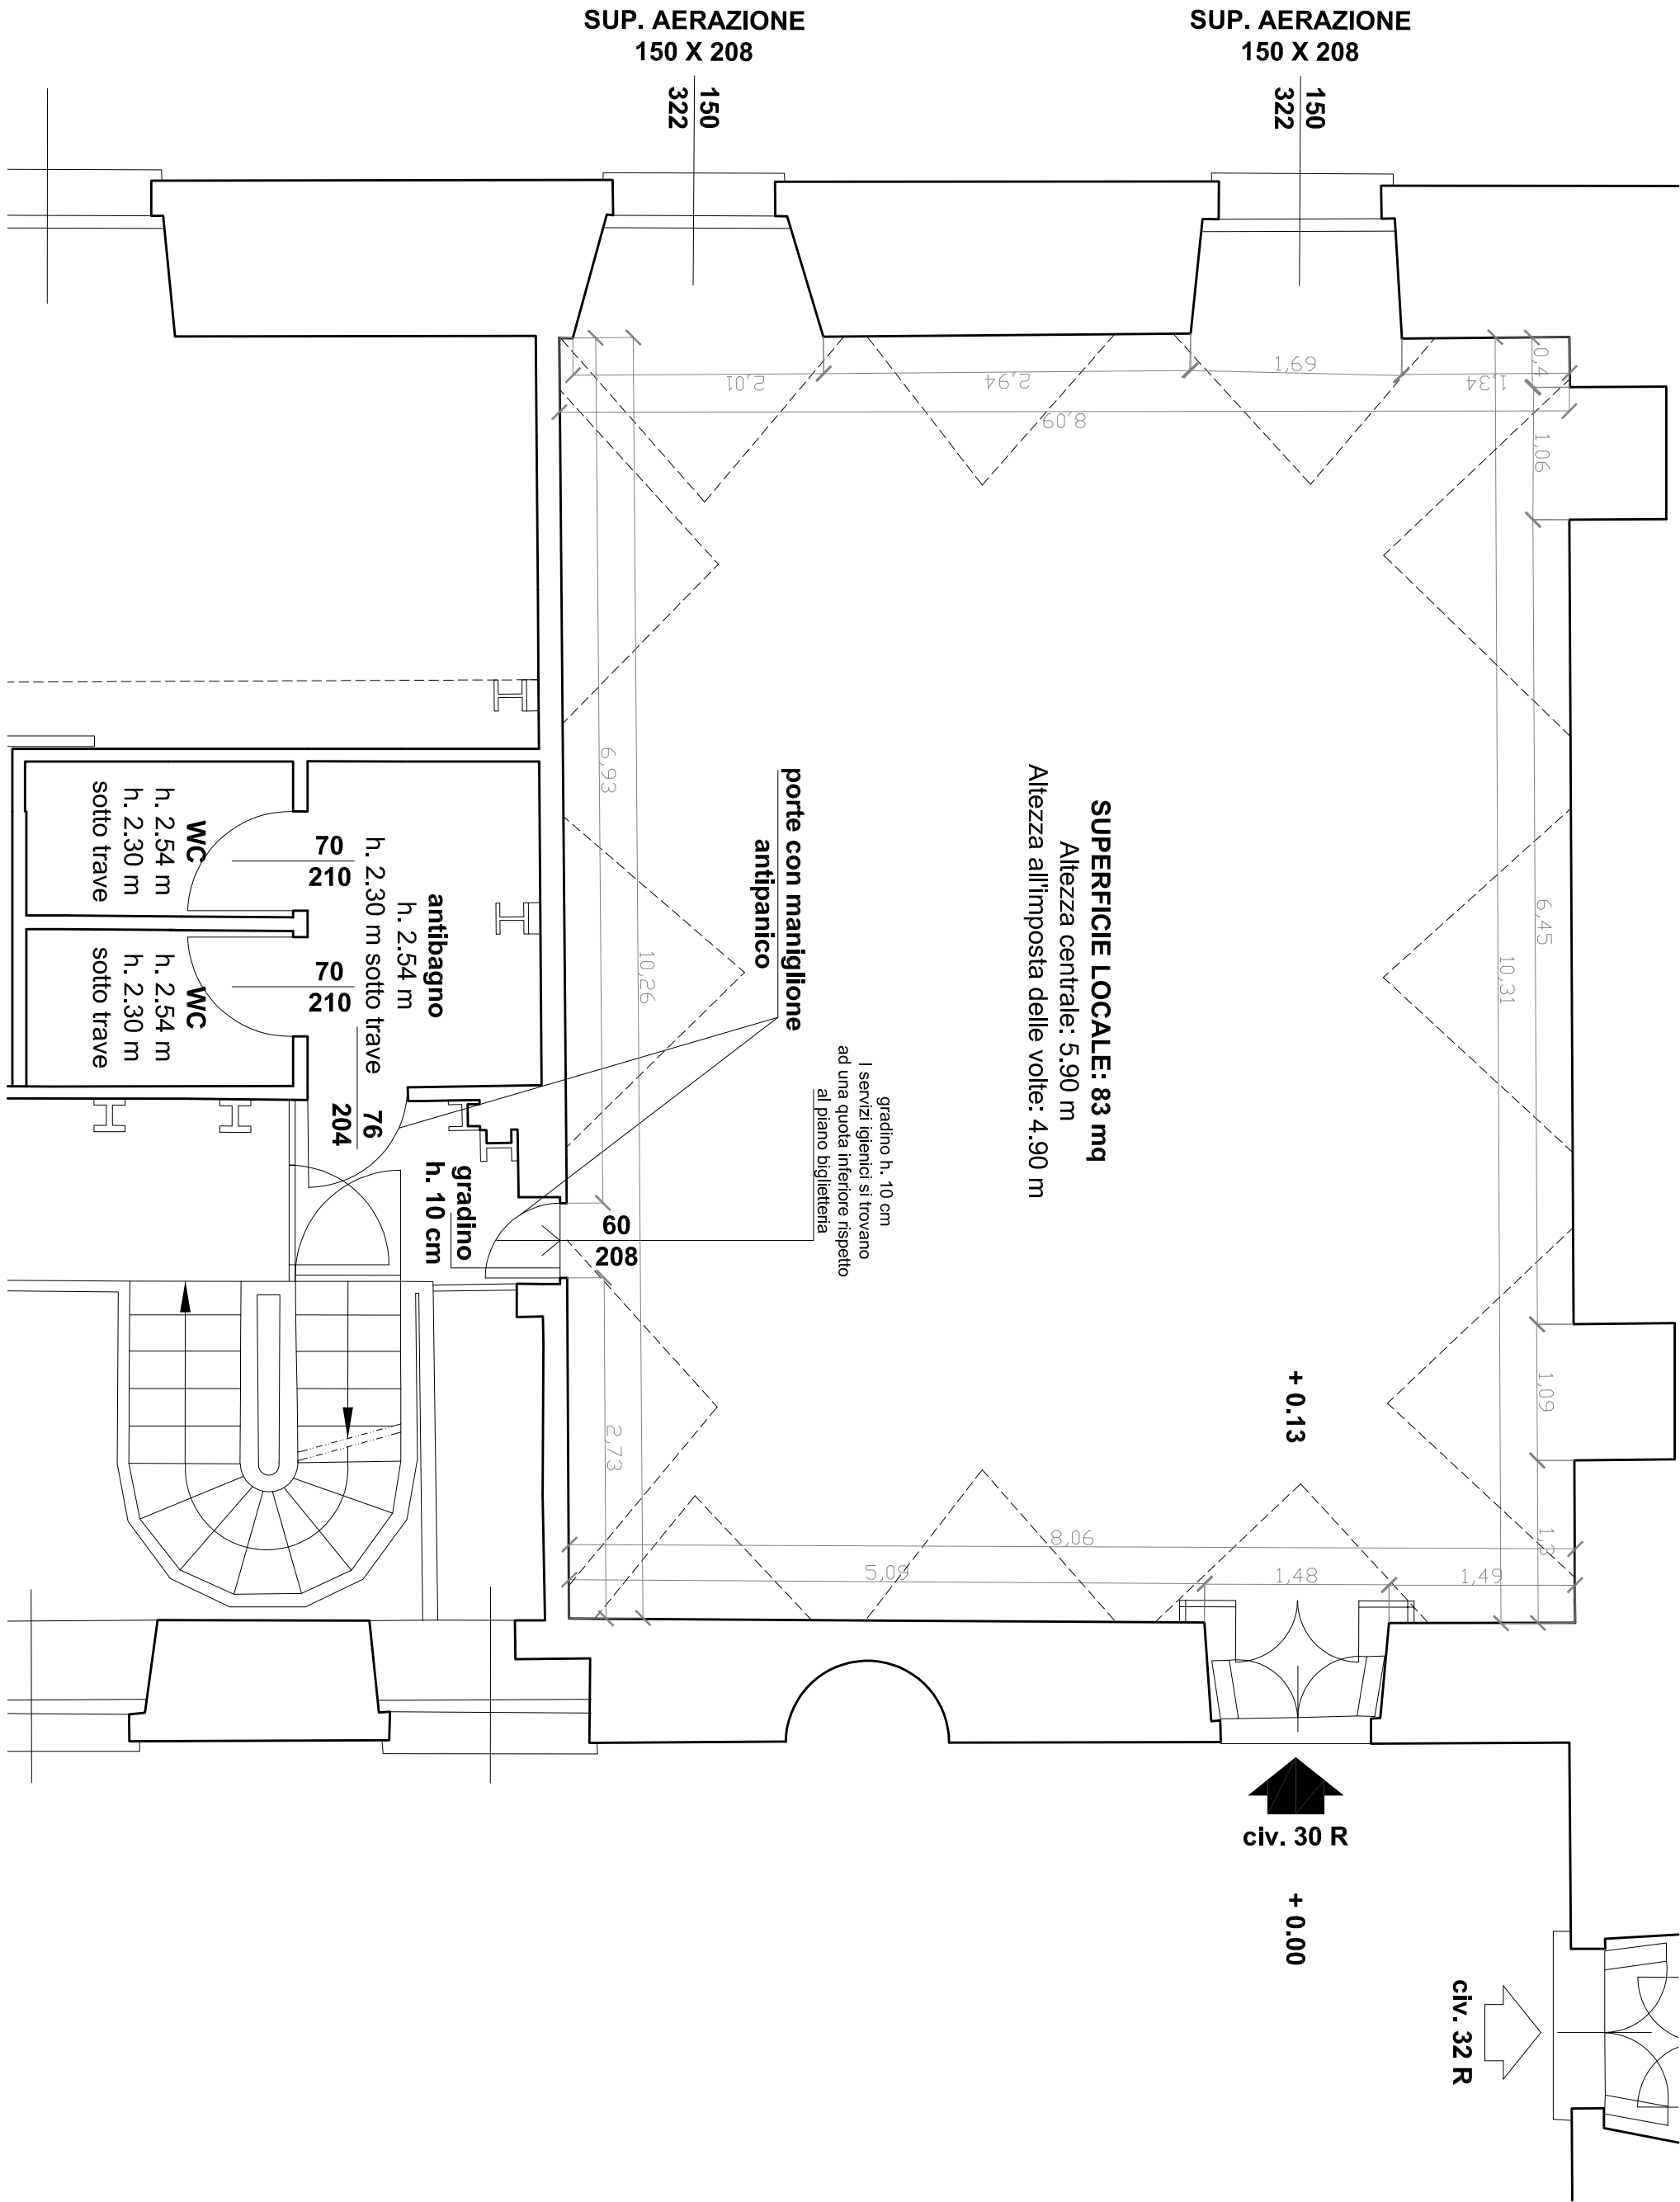 SUP. AERAZIONE
150 X 208
150
322
SUP. AERAZIONE
150 X 208
150
322
2,01
2,94
1,69
1,34
0,4
8,09
1,06
6,45
10,31
1,09
1,3
6,93
10,26
2,73
SUPERFICIE LOCALE: 83 mq
Altezza centrale: 5.90 m
Altezza all'imposta delle volte: 4.90 m
porte con maniglione
antipanico
gradino h. 10 cm
I servizi igienici si trovano
ad una quota inferiore rispetto
al piano biglietteria
WC
h. 2.54 m
h. 2.30 m
sotto trave
70
210
antibagno
h. 2.54 m
h. 2.30 m sotto trave
WC
h. 2.54 m
h. 2.30 m
sotto trave
70
210
76
204
gradino
h. 10 cm
60
208
+ 0.13
8,06
5,09
1,48
1,49
civ. 30 R
+ 0.00
civ. 32 R